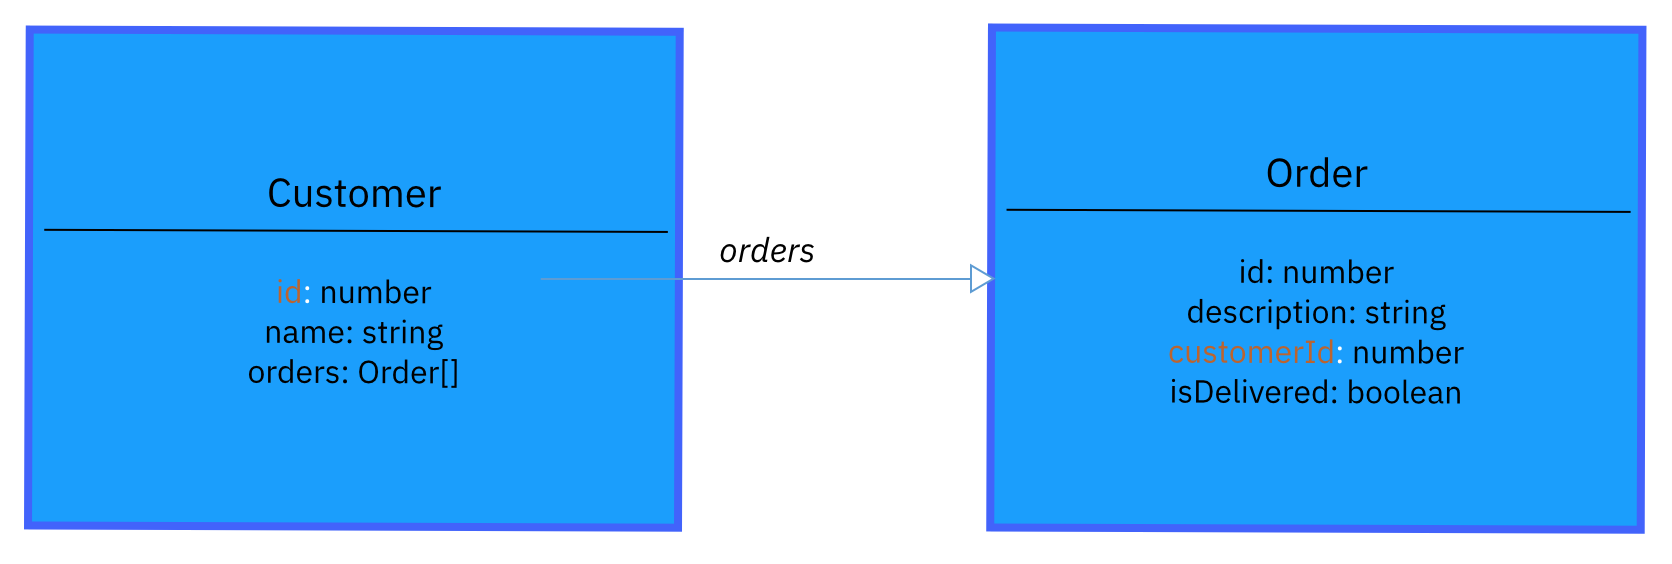 Customer
id: number
name: string
orders: Order[]
orders
Order
id: number
description: string
customerId: number
isDelivered: boolean